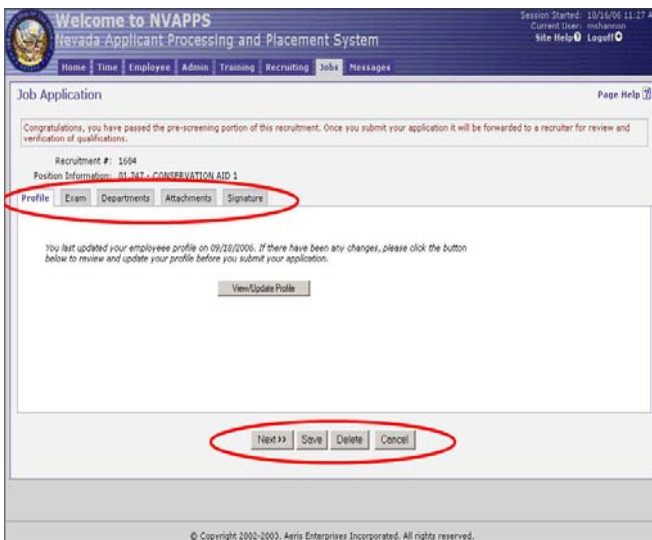 Welcome to NVAPPS
Nevada Applicant Processing and Placement System
Session Started: 10/16/06 11:27 A
Current User: mshannon
Site Help Logoff
Home Time Employee Admin Training Recruiting Jobs Messages
Job Application
Page Help
Congratulations, you have passed the pre-screening portion of this recruitment. Once you submit your application it will be forwarded to a recruiter for review and
verification of qualifications.
Recruitment #: 1684
Position Information: 01.747 - CONSERVATION AID 1
Profile Exam Departments Attachments Signature
You last updated your employeee profile on 09/18/2006. If there have been any changes, please click the button
below to review and update your profile before you submit your application.
View/Update Profile
Next >> Save Delete Cancel
© Copyright 2002-2003. Aeris Enterprises Incorporated. All rights reserved.